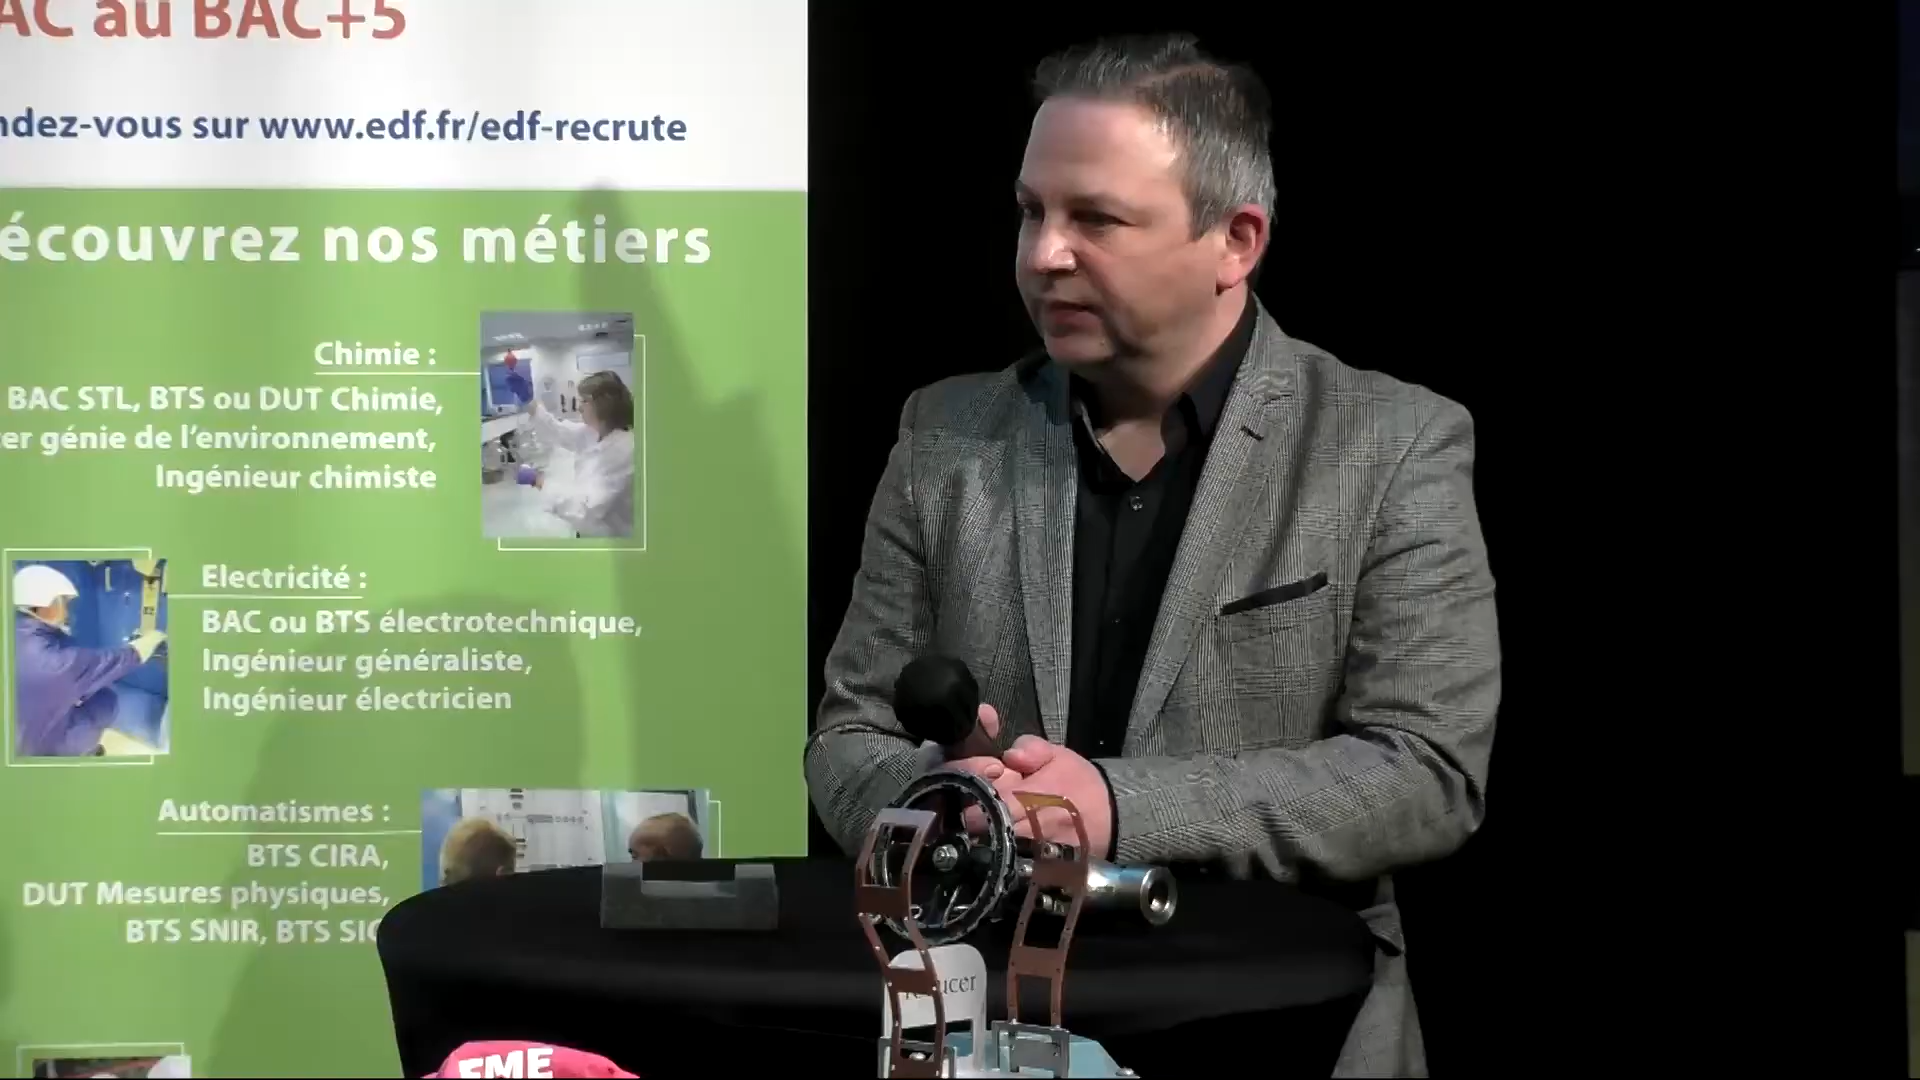 AC au BAC+5
ndez-vous sur www.edf.fr/edf-recrute
écouvrez nos métiers
Chimie :
BAC STL, BTS ou DUT Chimie,
er génie de l'environnement,
Ingénieur chimiste
Electricité :
BAC ou BTS électrotechnique,
Ingénieur généraliste,
Ingénieur électricien
Automatismes :
BTS CIRA,
DUT Mesures physiques,
BTS SNIR, BTS SIO